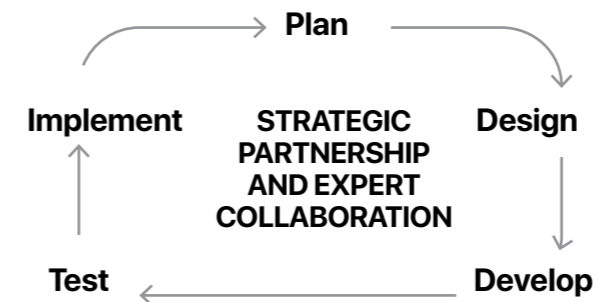 Plan
Implement
STRATEGIC
PARTNERSHIP
AND EXPERT
COLLABORATION
Design
Test
Develop